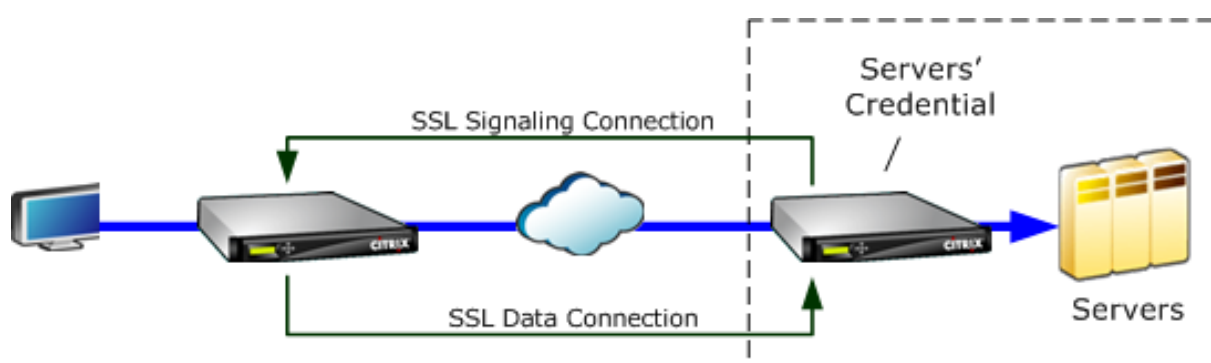 Servers'
Credential
SSL Signaling Connection
CITRIX
CITRIX
SSL Data Connection
Servers